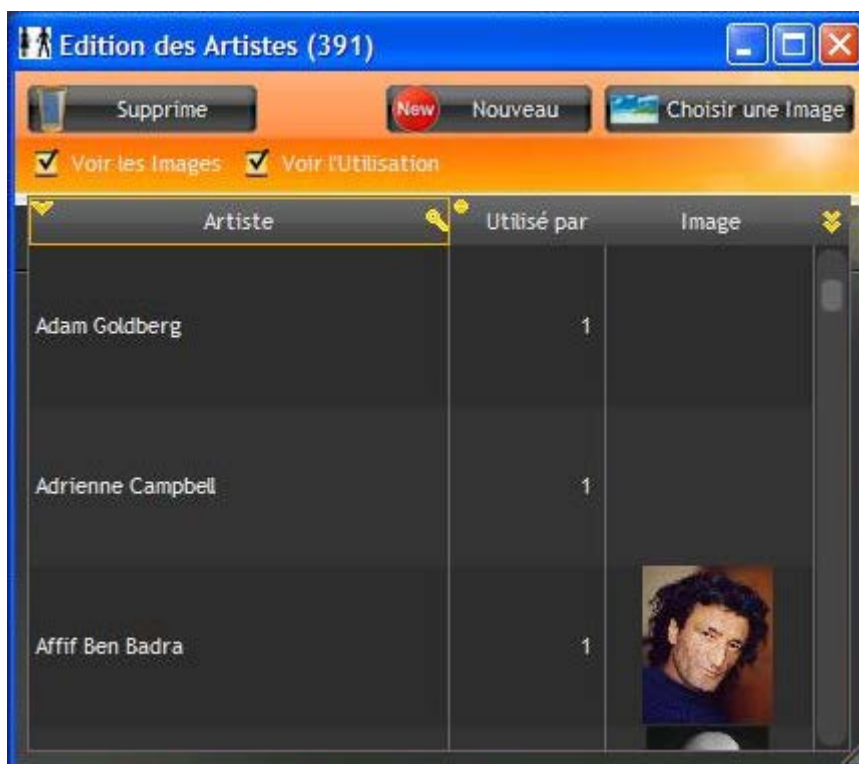 Edition des Artistes (391)
Supprime New Nouveau Choisir une Image
Voir les Images Voir l'Utilisation
Artiste Utilisé par Image
Adam Goldberg 1
Adrienne Campbell 1
Affif Ben Badra 1